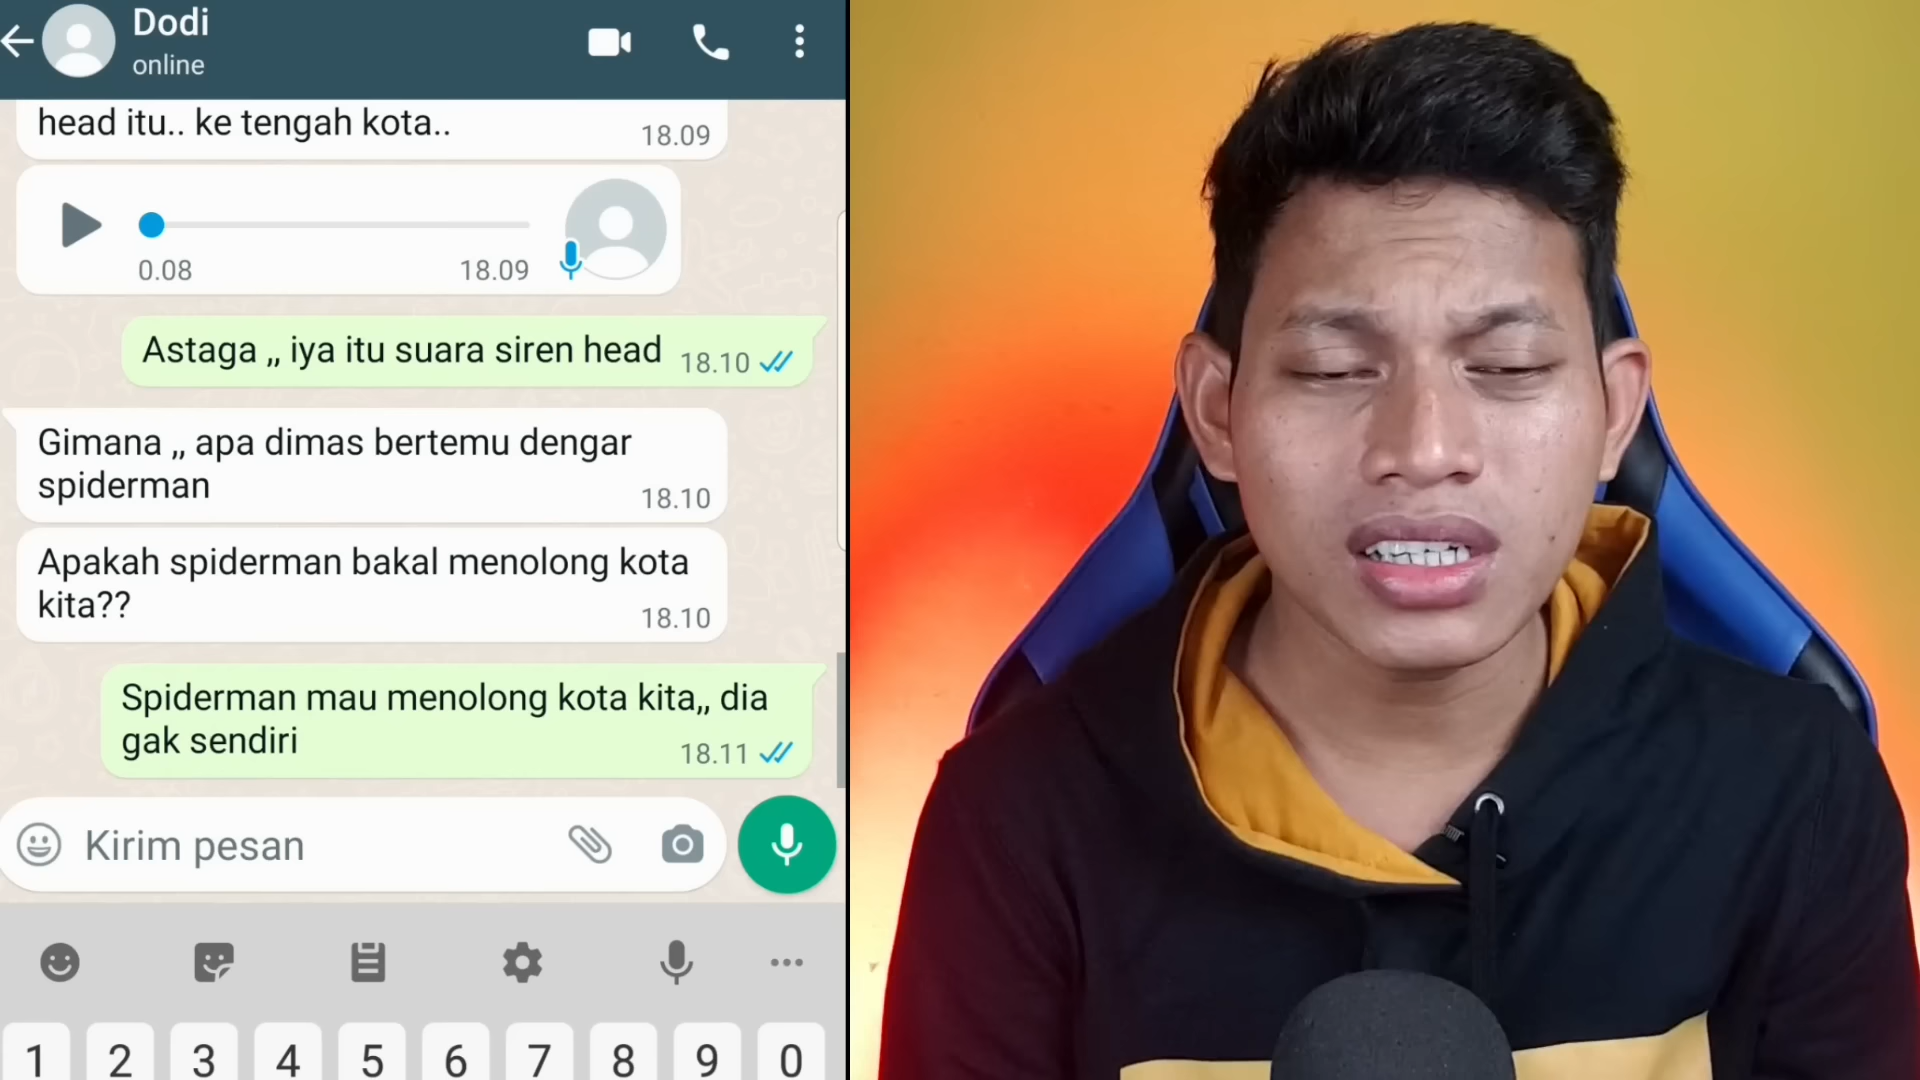 Dodi
online
head itu.. ke tengah kota..
18.09
0.08
18.09
Astaga ,, iya itu suara siren head
18.10
Gimana ,, apa dimas bertemu dengar
spiderman
18.10
Apakah spiderman bakal menolong kota
kita??
18.10
Spiderman mau menolong kota kita,, dia
gak sendiri
18.11
Kirim pesan
1 2 3 4 5 6 7 8 9 0